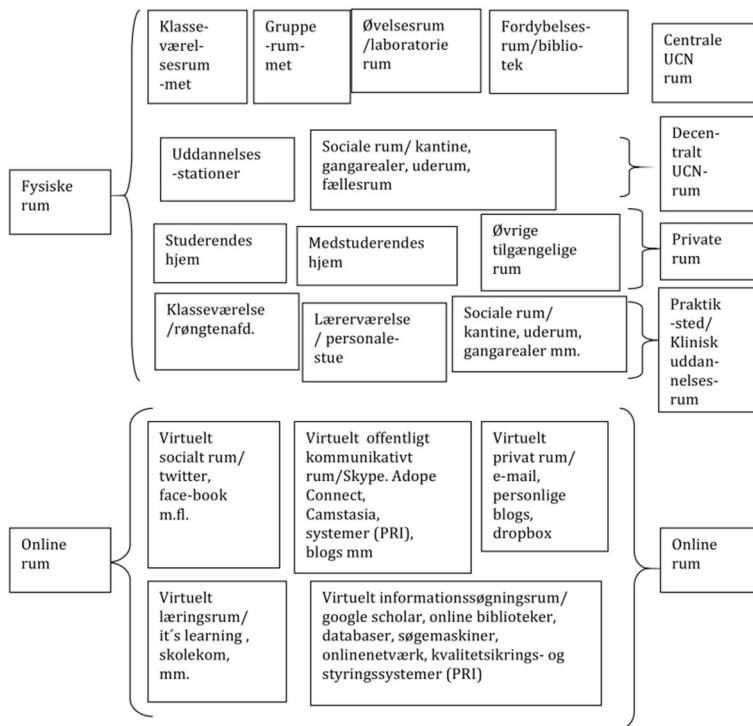 Klasse-
værel-
sesrum
-met
Gruppe
-rum-
met
Øvelsesrum
/laboratorie
rum
Fordybelses-
rum/biblio-
tek
Centrale
UCN
rum
Fysiske
rum
Uddannelses
-stationer
Sociale rum/ kantine,
gangarealer, uderum,
fællesrum
Decen-
tralt
UCN-
rum
Studerendes
hjem
Medstuderendes
hjem
Øvrige
tilgængelige
rum
Private
rum
Klasseværelse
/røngtenafd.
Lærerværelse
/ personale-
stue
Sociale rum/
kantine, uderum,
gangarealer mm.
Praktik
-sted/
Klinisk
uddan-
nelses-
rum
Online
rum
Virtuelt
socialt rum/
twitter,
face-book
m.fl.
Virtuelt offentligt
kommunikativt
rum/Skype. Adope
Connect,
Camstasia,
systemer (PRI),
blogs mm
Virtuelt
privat rum/
e-mail,
personlige
blogs,
dropbox
Online
rum
Virtuelt
læringsrum/
it´s learning ,
skolekom,
mm.
Virtuelt informationssøgningsrum/
google scholar, online biblioteker,
databaser, søgemaskiner,
onlinenetværk, kvalitetsikrings- og
styringssystemer (PRI)